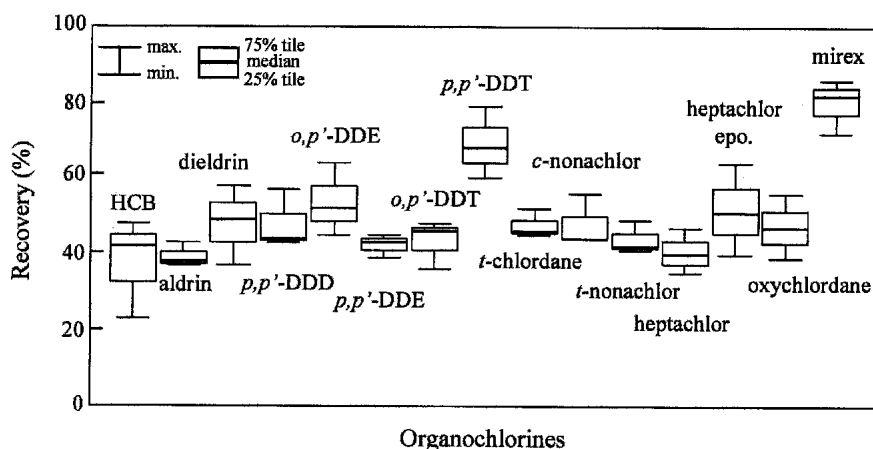 100
80
60
40
20
0
Recovery (%)
max.
min.
75% tile
median
25% tile
HCB
aldrin
dieldrin
p,p'-DDD
o,p'-DDE
p,p'-DDE
o,p'-DDT
p,p'-DDT
t-chlordane
c-nonachlor
t-nonachlor
heptachlor
heptachlor
epo.
oxychlordane
mirex
Organochlorines